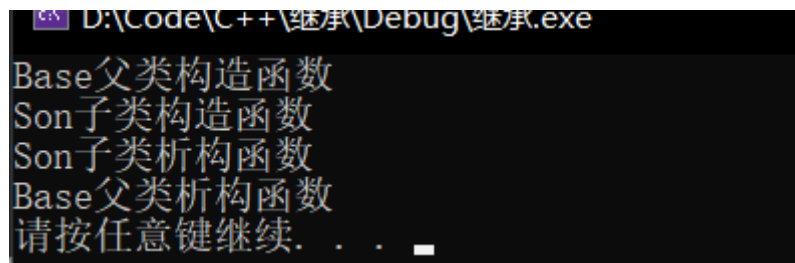 D:\Code\C++\继承\Debug\继承.exe
Base父类构造函数
Son子类构造函数
Son子类析构函数
Base父类析构函数
请按任意键继续. . .